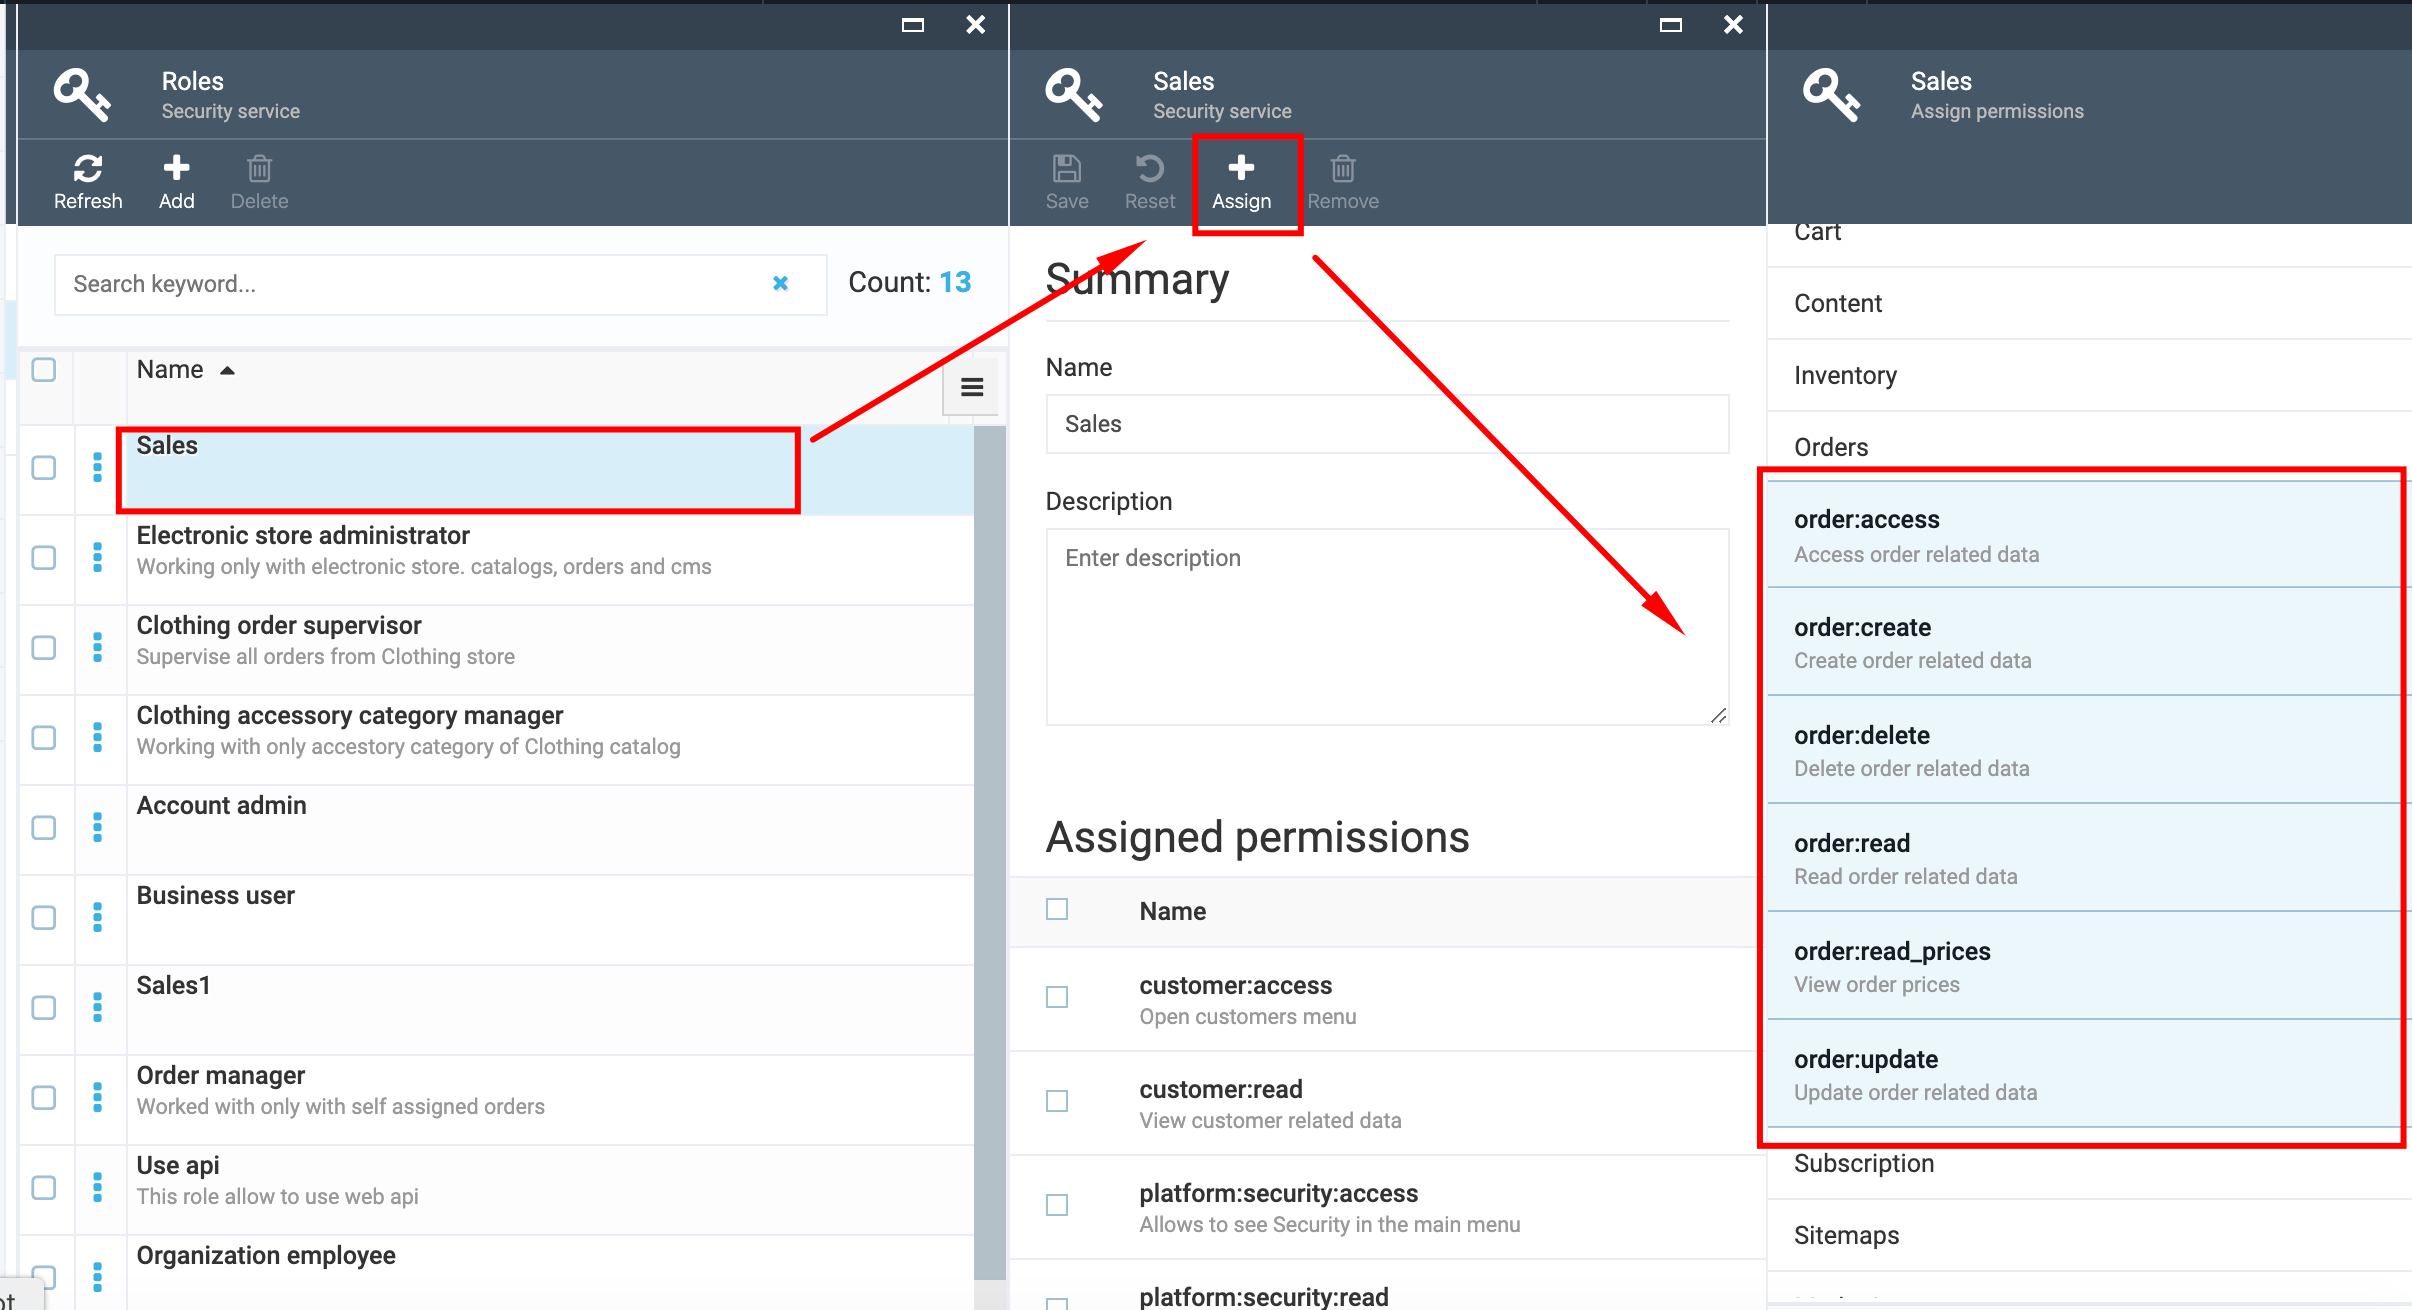 Roles
Security service
Refresh
Add
Delete
Search keyword...
Count: 13
Name
Sales
Electronic store administrator
Working only with electronic store. catalogs, orders and cms
Clothing order supervisor
Supervise all orders from Clothing store
Clothing accessory category manager
Working with only accestory category of Clothing catalog
Account admin
Business user
Sales1
Order manager
Worked with only with self assigned orders
Use api
This role allow to use web api
Organization employee
Sales
Security service
Save
Reset
Assign
Remove
Summary
Name
Sales
Description
Enter description
Assigned permissions
Name
customer:access
Open customers menu
customer:read
View customer related data
platform:security:access
Allows to see Security in the main menu
platform:security:read
Sales
Assign permissions
Cart
Content
Inventory
Orders
order:access
Access order related data
order:create
Create order related data
order:delete
Delete order related data
order:read
Read order related data
order:read_prices
View order prices
order:update
Update order related data
Subscription
Sitemaps